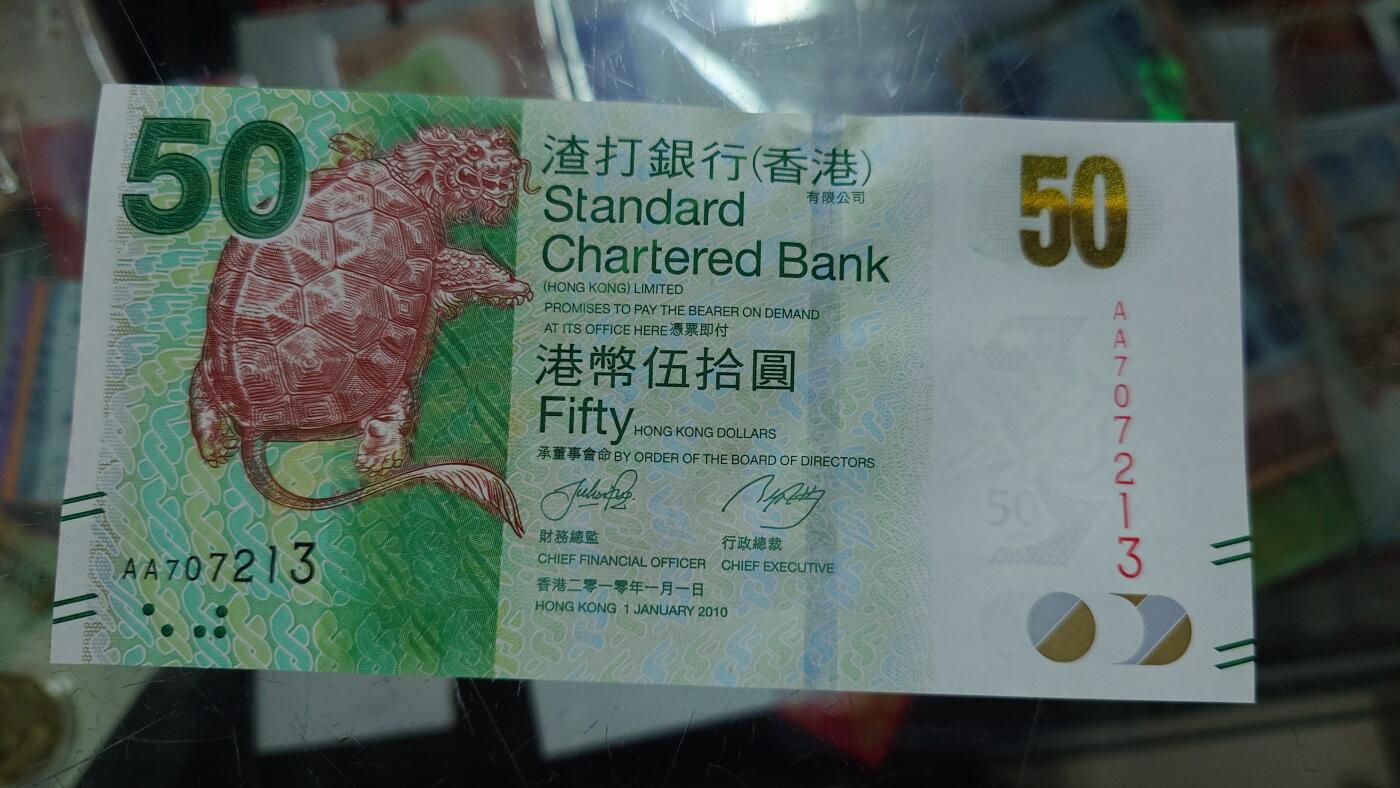 50
渣打銀行(香港)
有限公司
Standard
Chartered Bank
(HONG KONG) LIMITED
PROMISES TO PAY THE BEARER ON DEMAND
AT ITS OFFICE HERE 憑票即付
港幣伍拾圓
Fifty HONG KONG DOLLARS
承董事會命 BY ORDER OF THE BOARD OF DIRECTORS
財務總監 行政總裁
CHIEF FINANCIAL OFFICER CHIEF EXECUTIVE
香港二零一零年一月一日
HONG KONG 1 JANUARY 2010
AA707213
50
AA707213
50